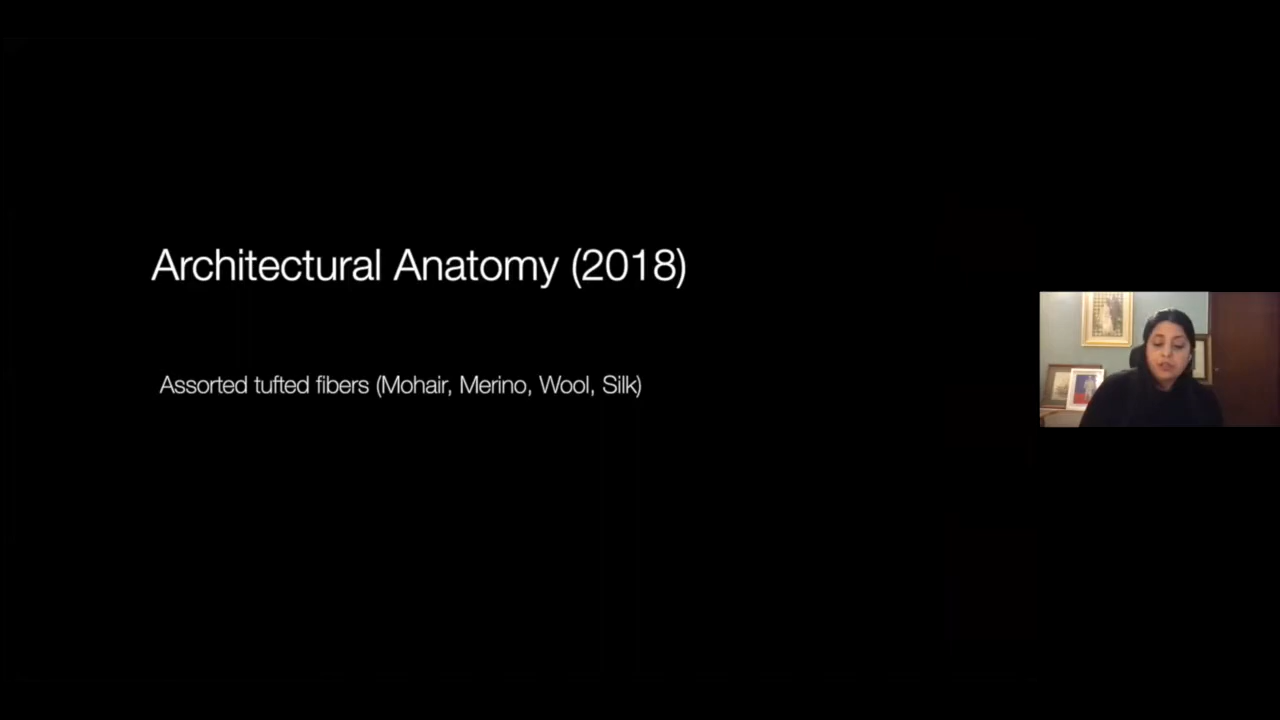 Architectural Anatomy (2018)
Assorted tufted fibers (Mohair, Merino, Wool, Silk)